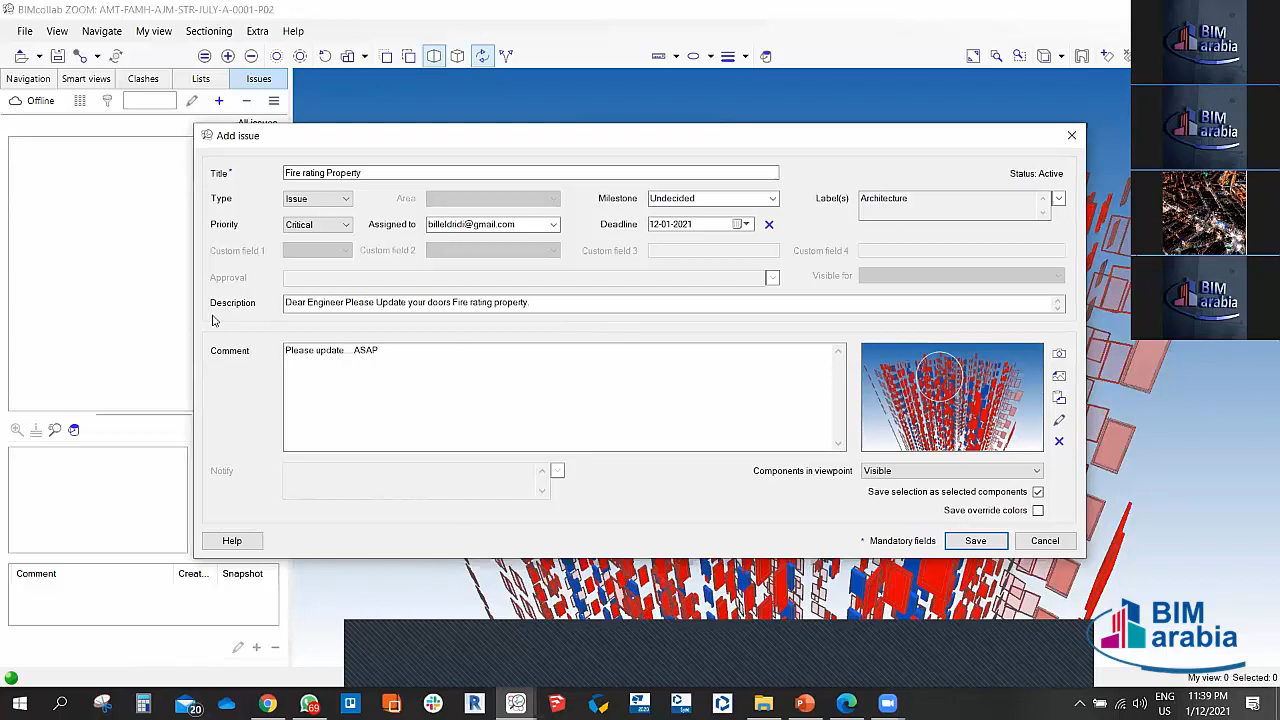 BIMcollab ZOOM: AMT-FAMH-AJM-STR-JULY-A-0001-P02
File View Navigate My view Sectioning Extra Help
Navigation Smart views Clashes Lists Issues
Offline
All issues
Add issue
Title * Fire rating Property Status: Active
Type Issue Area Milestone Undecided Label(s) Architecture
Priority Critical Assigned to billeldridi@gmail.com Deadline 12-01-2021
Custom field 1 Custom field 2 Custom field 3 Custom field 4
Approval Visible for
Description Dear Engineer Please Update your doors Fire rating property.
Comment Please update... ASAP
Notify Components in viewpoint Visible
Save selection as selected components
Save override colors
Help * Mandatory fields Save Cancel
Comment Creat... Snapshot
My view: 0 Selected: 0
BIM arabia
BIM arabia
BIM arabia
BIM
arabia
20 69 2020 ENG 11:39 PM
US 1/12/2021